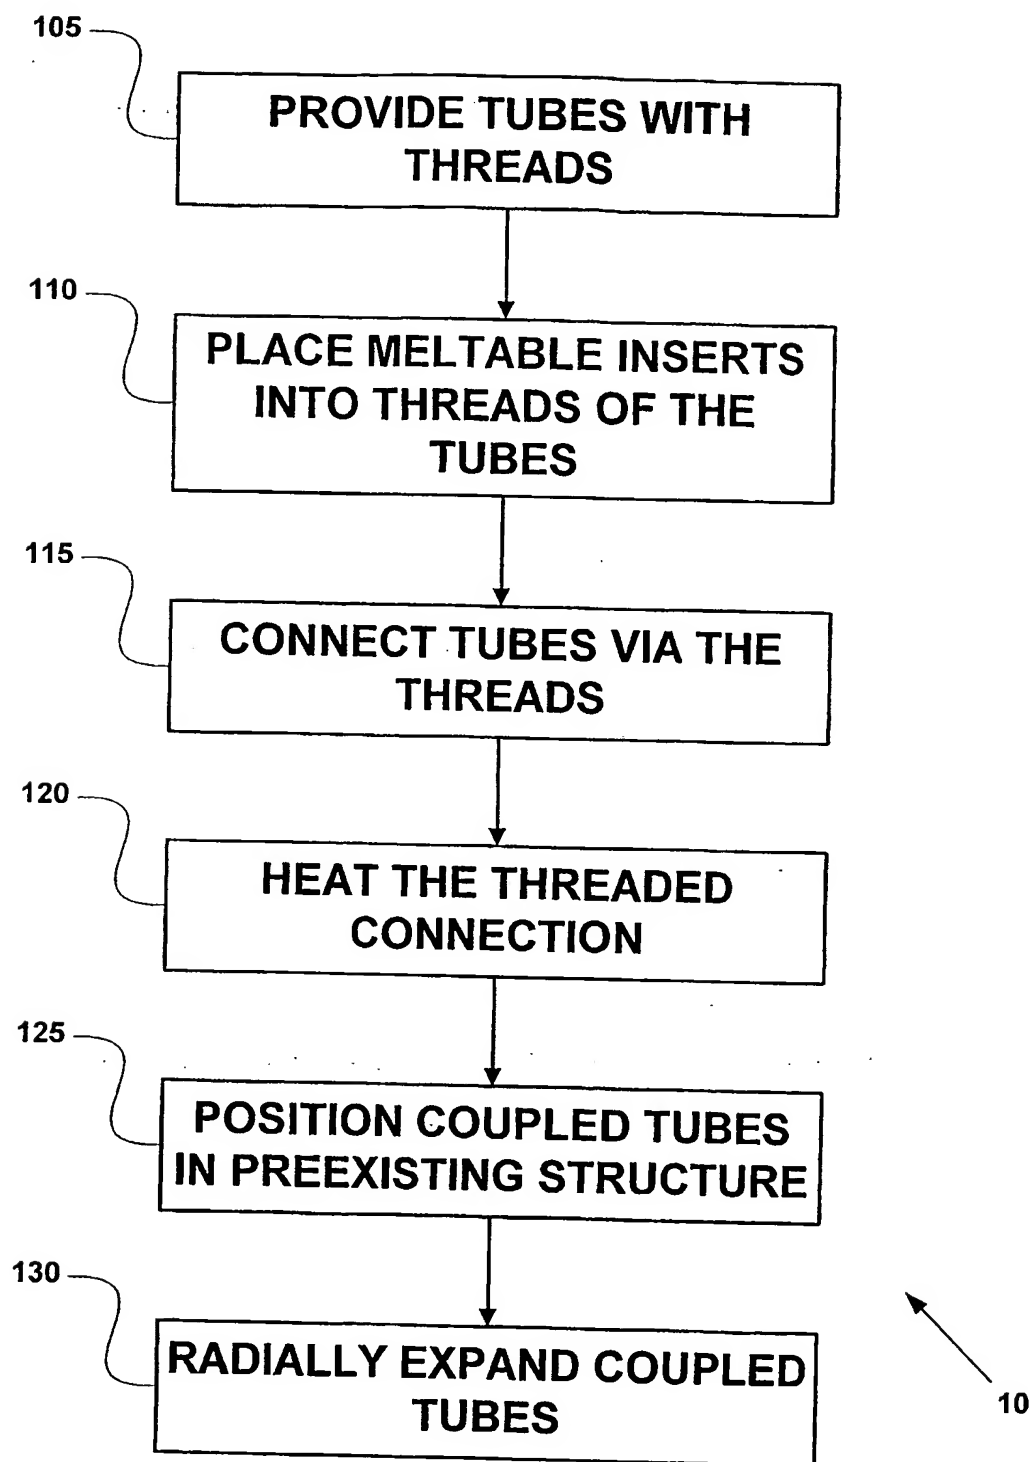 105
PROVIDE TUBES WITH
THREADS
110
PLACE MELTABLE INSERTS
INTO THREADS OF THE
TUBES
115
CONNECT TUBES VIA THE
THREADS
120
HEAT THE THREADED
CONNECTION
125
POSITION COUPLED TUBES
IN PREEXISTING STRUCTURE
130
RADIALLY EXPAND COUPLED
TUBES
10